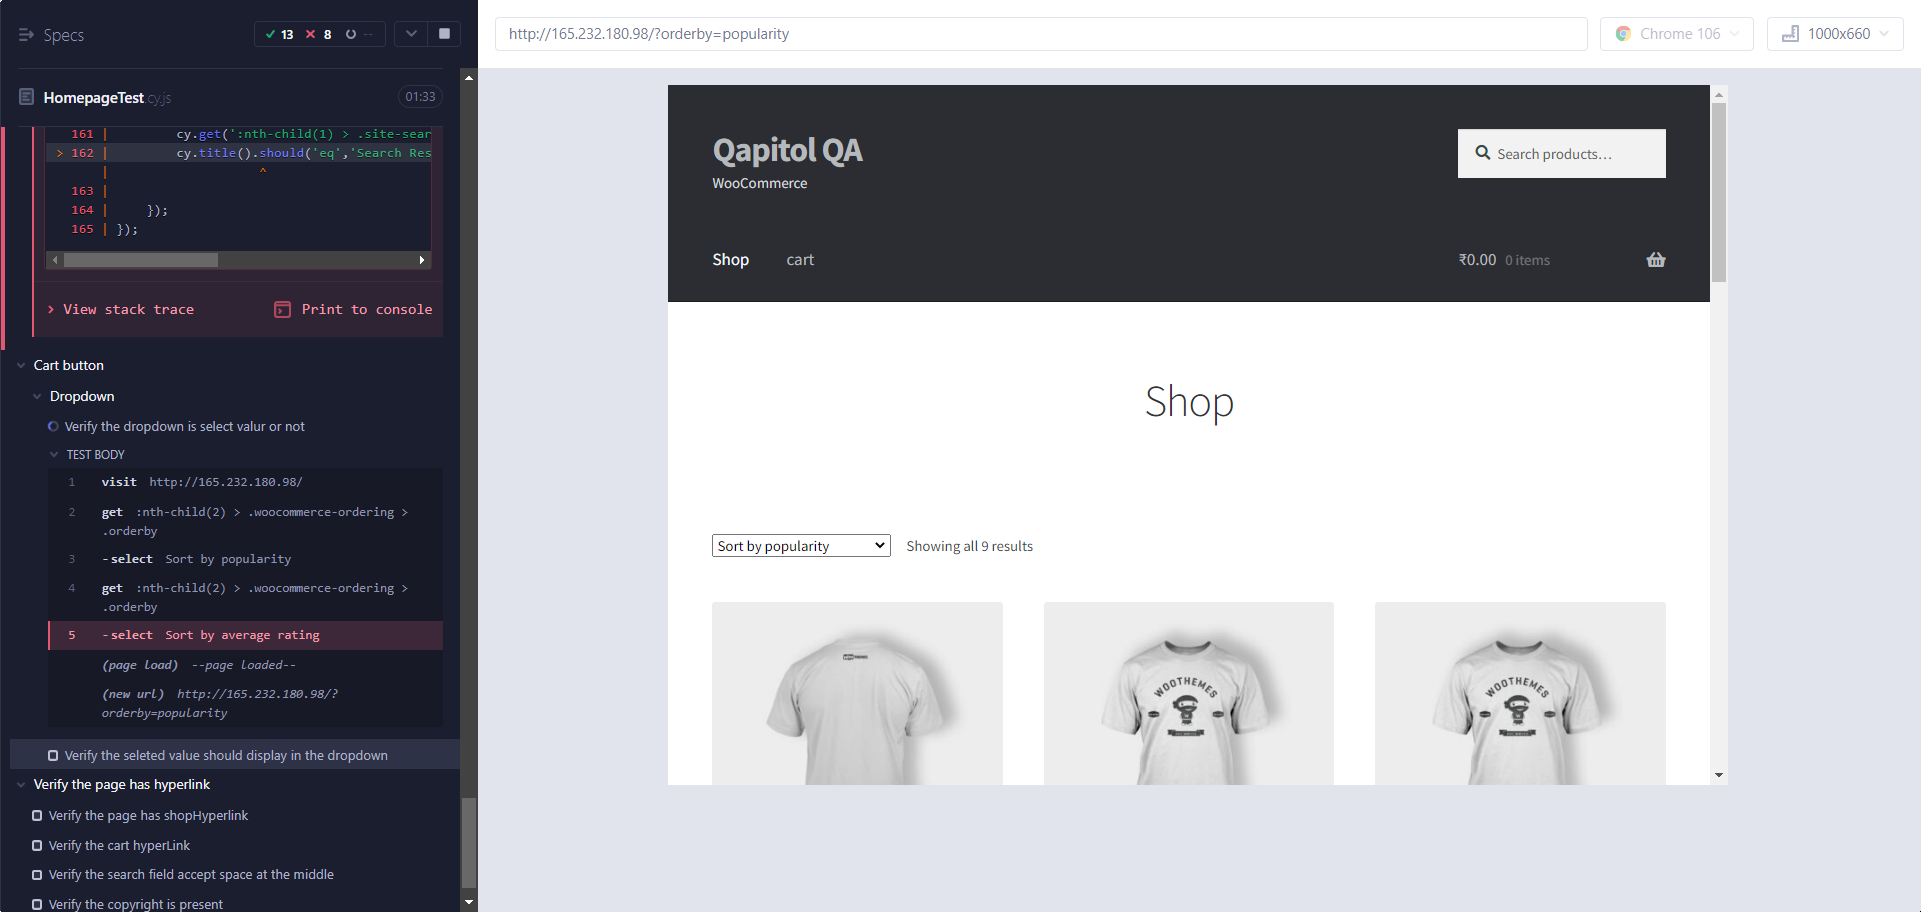 Specs
13 8 --
HomepageTest.cy.js
01:33
161 | cy.get(':nth-child(1) > .site-sear
> 162 | cy.title().should('eq','Search Res
| ^
163 |
164 | });
165 | });
> View stack trace
Print to console
Cart button
Dropdown
Verify the dropdown is select valur or not
TEST BODY
1 visit http://165.232.180.98/
2 get :nth-child(2) > .woocommerce-ordering >
.orderby
3 -select Sort by popularity
4 get :nth-child(2) > .woocommerce-ordering >
.orderby
5 -select Sort by average rating
(page load) --page loaded--
(new url) http://165.232.180.98/?
orderby=popularity
Verify the seleted value should display in the dropdown
Verify the page has hyperlink
Verify the page has shopHyperlink
Verify the cart hyperLink
Verify the search field accept space at the middle
Verify the copyright is present
http://165.232.180.98/?orderby=popularity
Chrome 106
1000x660
Qapitol QA
WooCommerce
Search products…
Shop
cart
₹0.00 0 items
Shop
Sort by popularity
Showing all 9 results
WOOTHEMES
WOOTHEMES